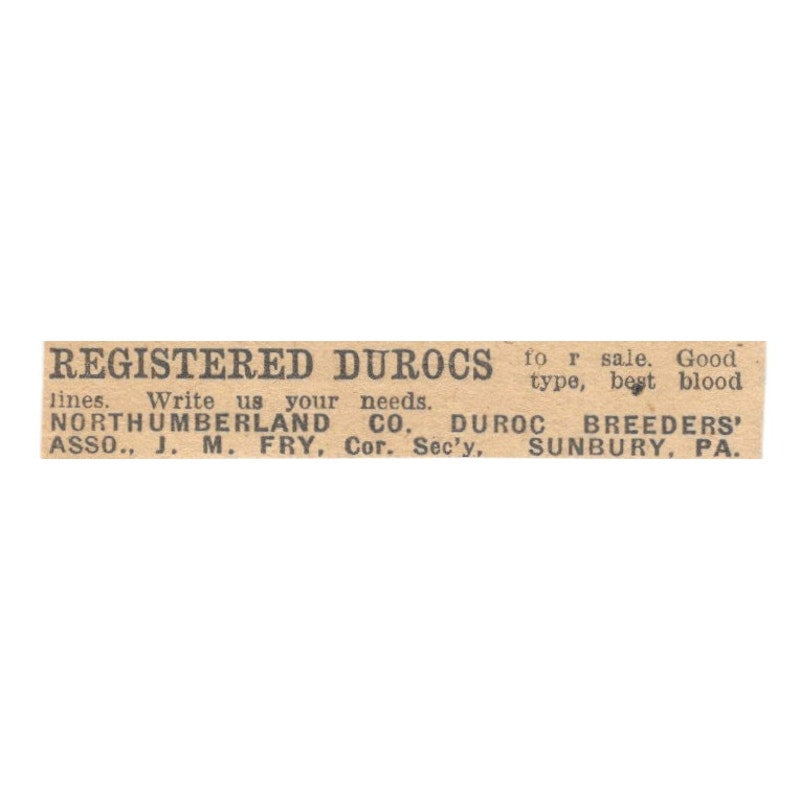 REGISTERED DUROCS fo r sale. Good
type, best blood
lines. Write us your needs.
NORTHUMBERLAND CO. DUROC BREEDERS'
ASSO., J. M. FRY, Cor. Sec'y, SUNBURY, PA.